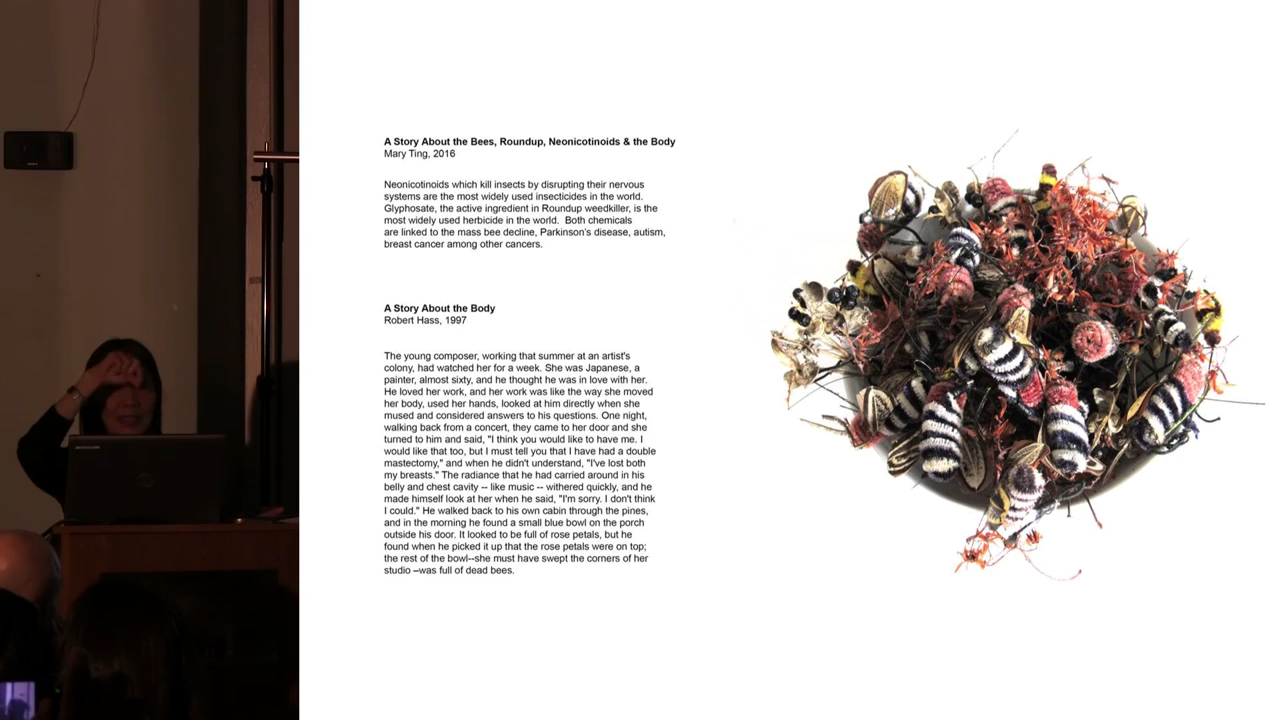 A Story About the Bees, Roundup, Neonicotinoids & the Body
Mary Ting, 2016
Neonicotinoids which kill insects by disrupting their nervous
systems are the most widely used insecticides in the world.
Glyphosate, the active ingredient in Roundup weedkiller, is the
most widely used herbicide in the world.  Both chemicals
are linked to the mass bee decline, Parkinson's disease, autism,
breast cancer among other cancers.
A Story About the Body
Robert Hass, 1997
The young composer, working that summer at an artist's
colony, had watched her for a week. She was Japanese, a
painter, almost sixty, and he thought he was in love with her.
He loved her work, and her work was like the way she moved
her body, used her hands, looked at him directly when she
mused and considered answers to his questions. One night,
walking back from a concert, they came to her door and she
turned to him and said, "I think you would like to have me. I
would like that too, but I must tell you that I have had a double
mastectomy," and when he didn't understand, "I've lost both
my breasts." The radiance that he had carried around in his
belly and chest cavity -- like music -- withered quickly, and he
made himself look at her when he said, "I'm sorry. I don't think
I could." He walked back to his own cabin through the pines,
and in the morning he found a small blue bowl on the porch
outside his door. It looked to be full of rose petals, but he
found when he picked it up that the rose petals were on top;
the rest of the bowl--she must have swept the corners of her
studio –was full of dead bees.